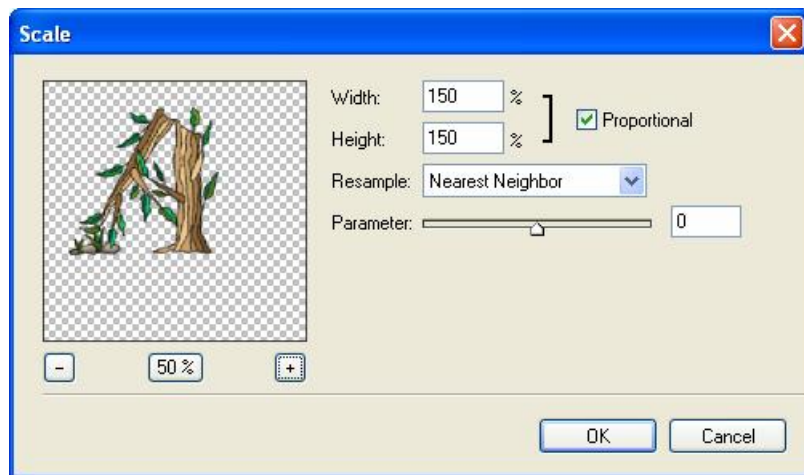 Scale
Width: 150 %
Height: 150 %
Proportional
Resample: Nearest Neighbor
Parameter: 0
- 50 % +
OK Cancel